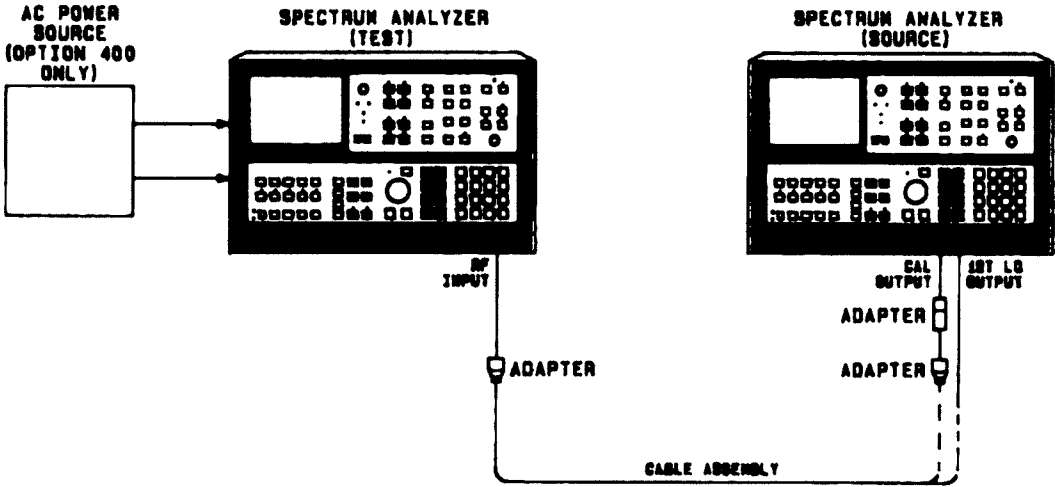 AC POWER
SOURCE
(OPTION 400
ONLY)
SPECTRUM ANALYZER
(TEST)
SPECTRUM ANALYZER
(SOURCE)
RF
INPUT
CAL
OUTPUT
1ST LO
OUTPUT
ADAPTER
ADAPTER
ADAPTER
CABLE ASSEMBLY